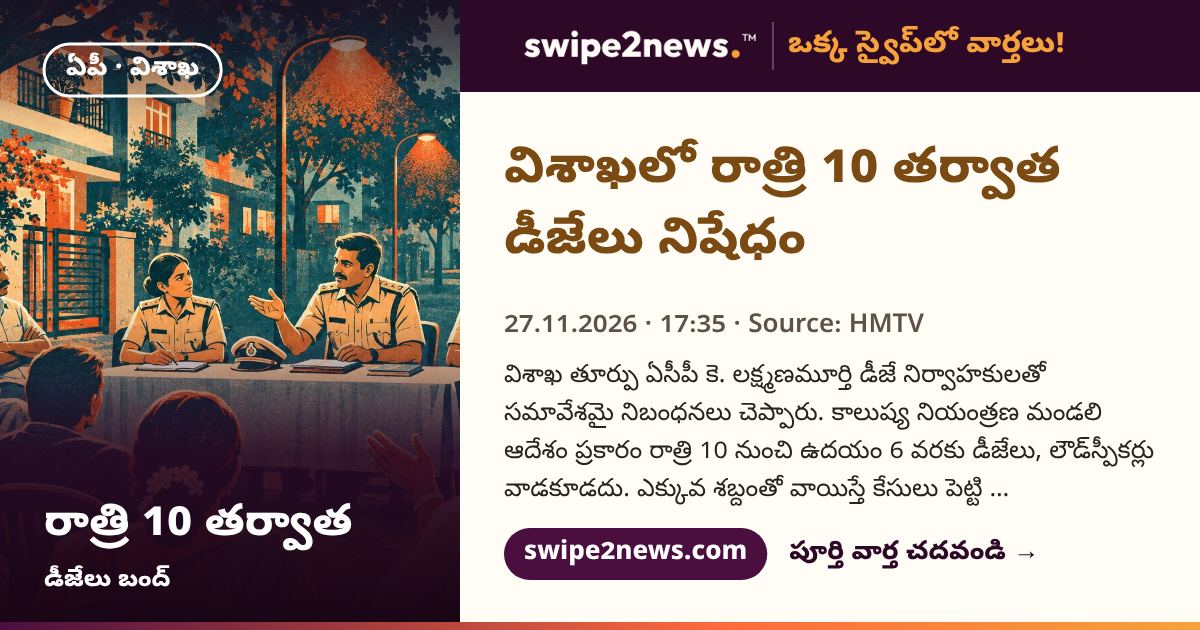 ఏపీ · విశాఖ
రాత్రి 10 తర్వాత
డీజేలు బంద్
swipe2news.™ ఒక్క స్వైప్‌లో వార్తలు!
విశాఖలో రాత్రి 10 తర్వాత
డీజేలు నిషేధం
27.11.2026 · 17:35 · Source: HMTV
విశాఖ తూర్పు ఏసీపీ కె. లక్ష్మణమూర్తి డీజే నిర్వాహకులతో
సమావేశమై నిబంధనలు చెప్పారు. కాలుష్య నియంత్రణ మండలి
ఆదేశం ప్రకారం రాత్రి 10 నుంచి ఉదయం 6 వరకు డీజేలు, లౌడ్‌స్పీకర్లు
వాడకూడదు. ఎక్కువ శబ్దంతో వాయిస్తే కేసులు పెట్టి ...
swipe2news.com పూర్తి వార్త చదవండి →